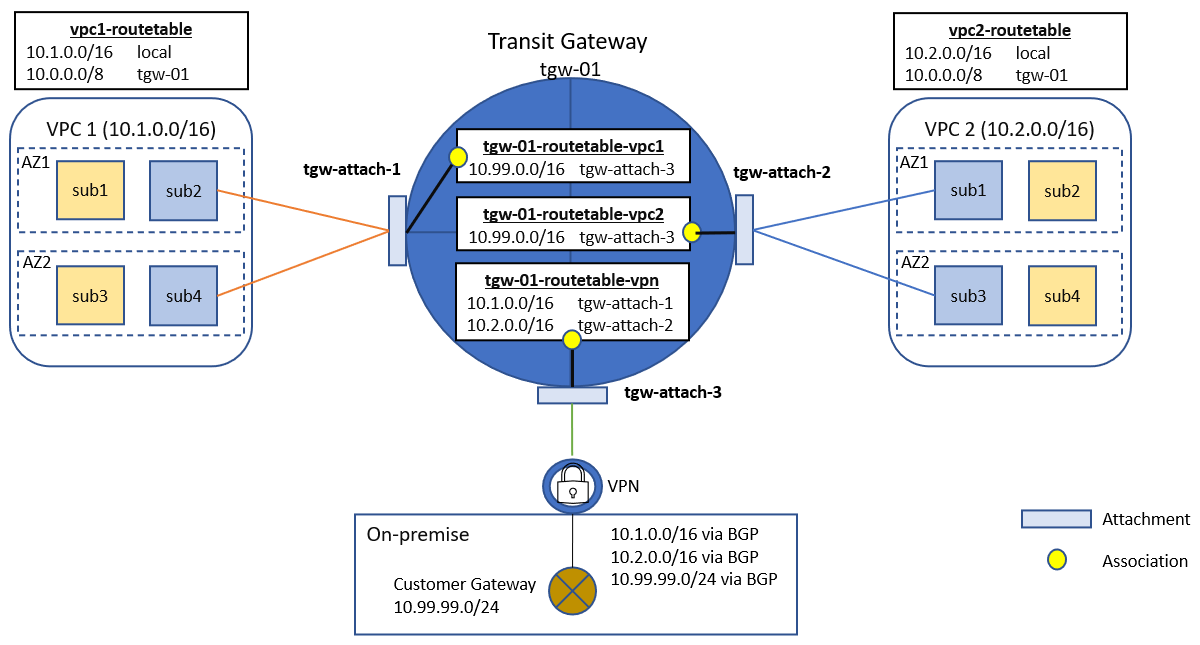 vpc1-routetable
10.1.0.0/16 local
10.0.0.0/8 tgw-01
Transit Gateway
tgw-01
vpc2-routetable
10.2.0.0/16 local
10.0.0.0/8 tgw-01
VPC 1 (10.1.0.0/16)
AZ1
sub1
sub2
AZ2
sub3
sub4
tgw-attach-1
tgw-01-routetable-vpc1
10.99.0.0/16 tgw-attach-3
tgw-01-routetable-vpc2
10.99.0.0/16 tgw-attach-3
tgw-01-routetable-vpn
10.1.0.0/16 tgw-attach-1
10.2.0.0/16 tgw-attach-2
tgw-attach-2
VPC 2 (10.2.0.0/16)
AZ1
sub1
sub2
AZ2
sub3
sub4
tgw-attach-3
VPN
On-premise
10.1.0.0/16 via BGP
10.2.0.0/16 via BGP
10.99.99.0/24 via BGP
Customer Gateway
10.99.99.0/24
Attachment
Association